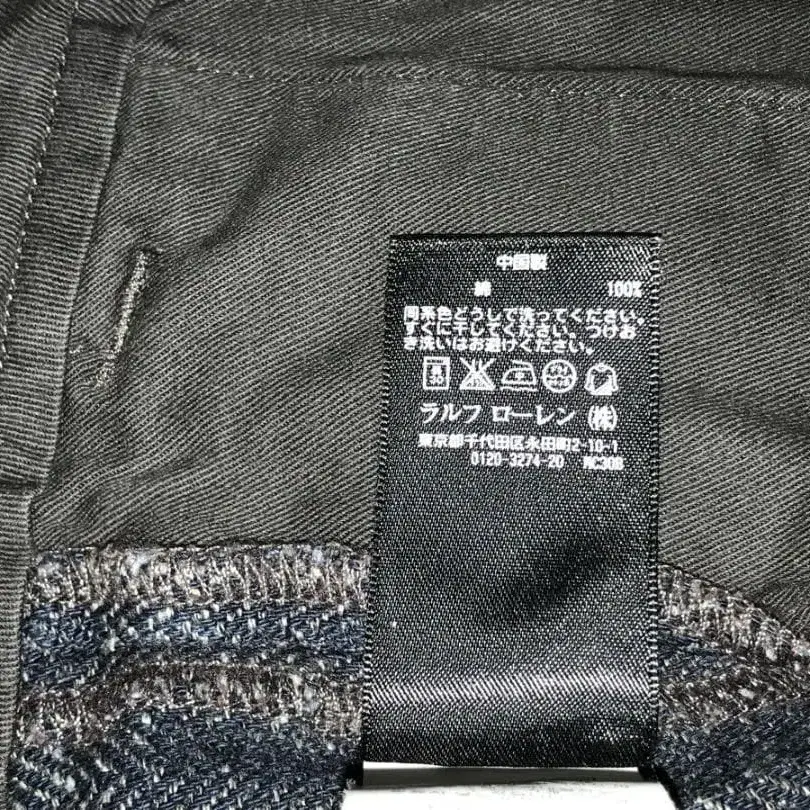 中国製
綿 100%
同系色どうしで洗ってください。
すぐに干してください、つけお
き洗いはお避けください。
ラルフ ローレン (株)
東京都千代田区永田町2-10-1
0120-3274-20 RC30B